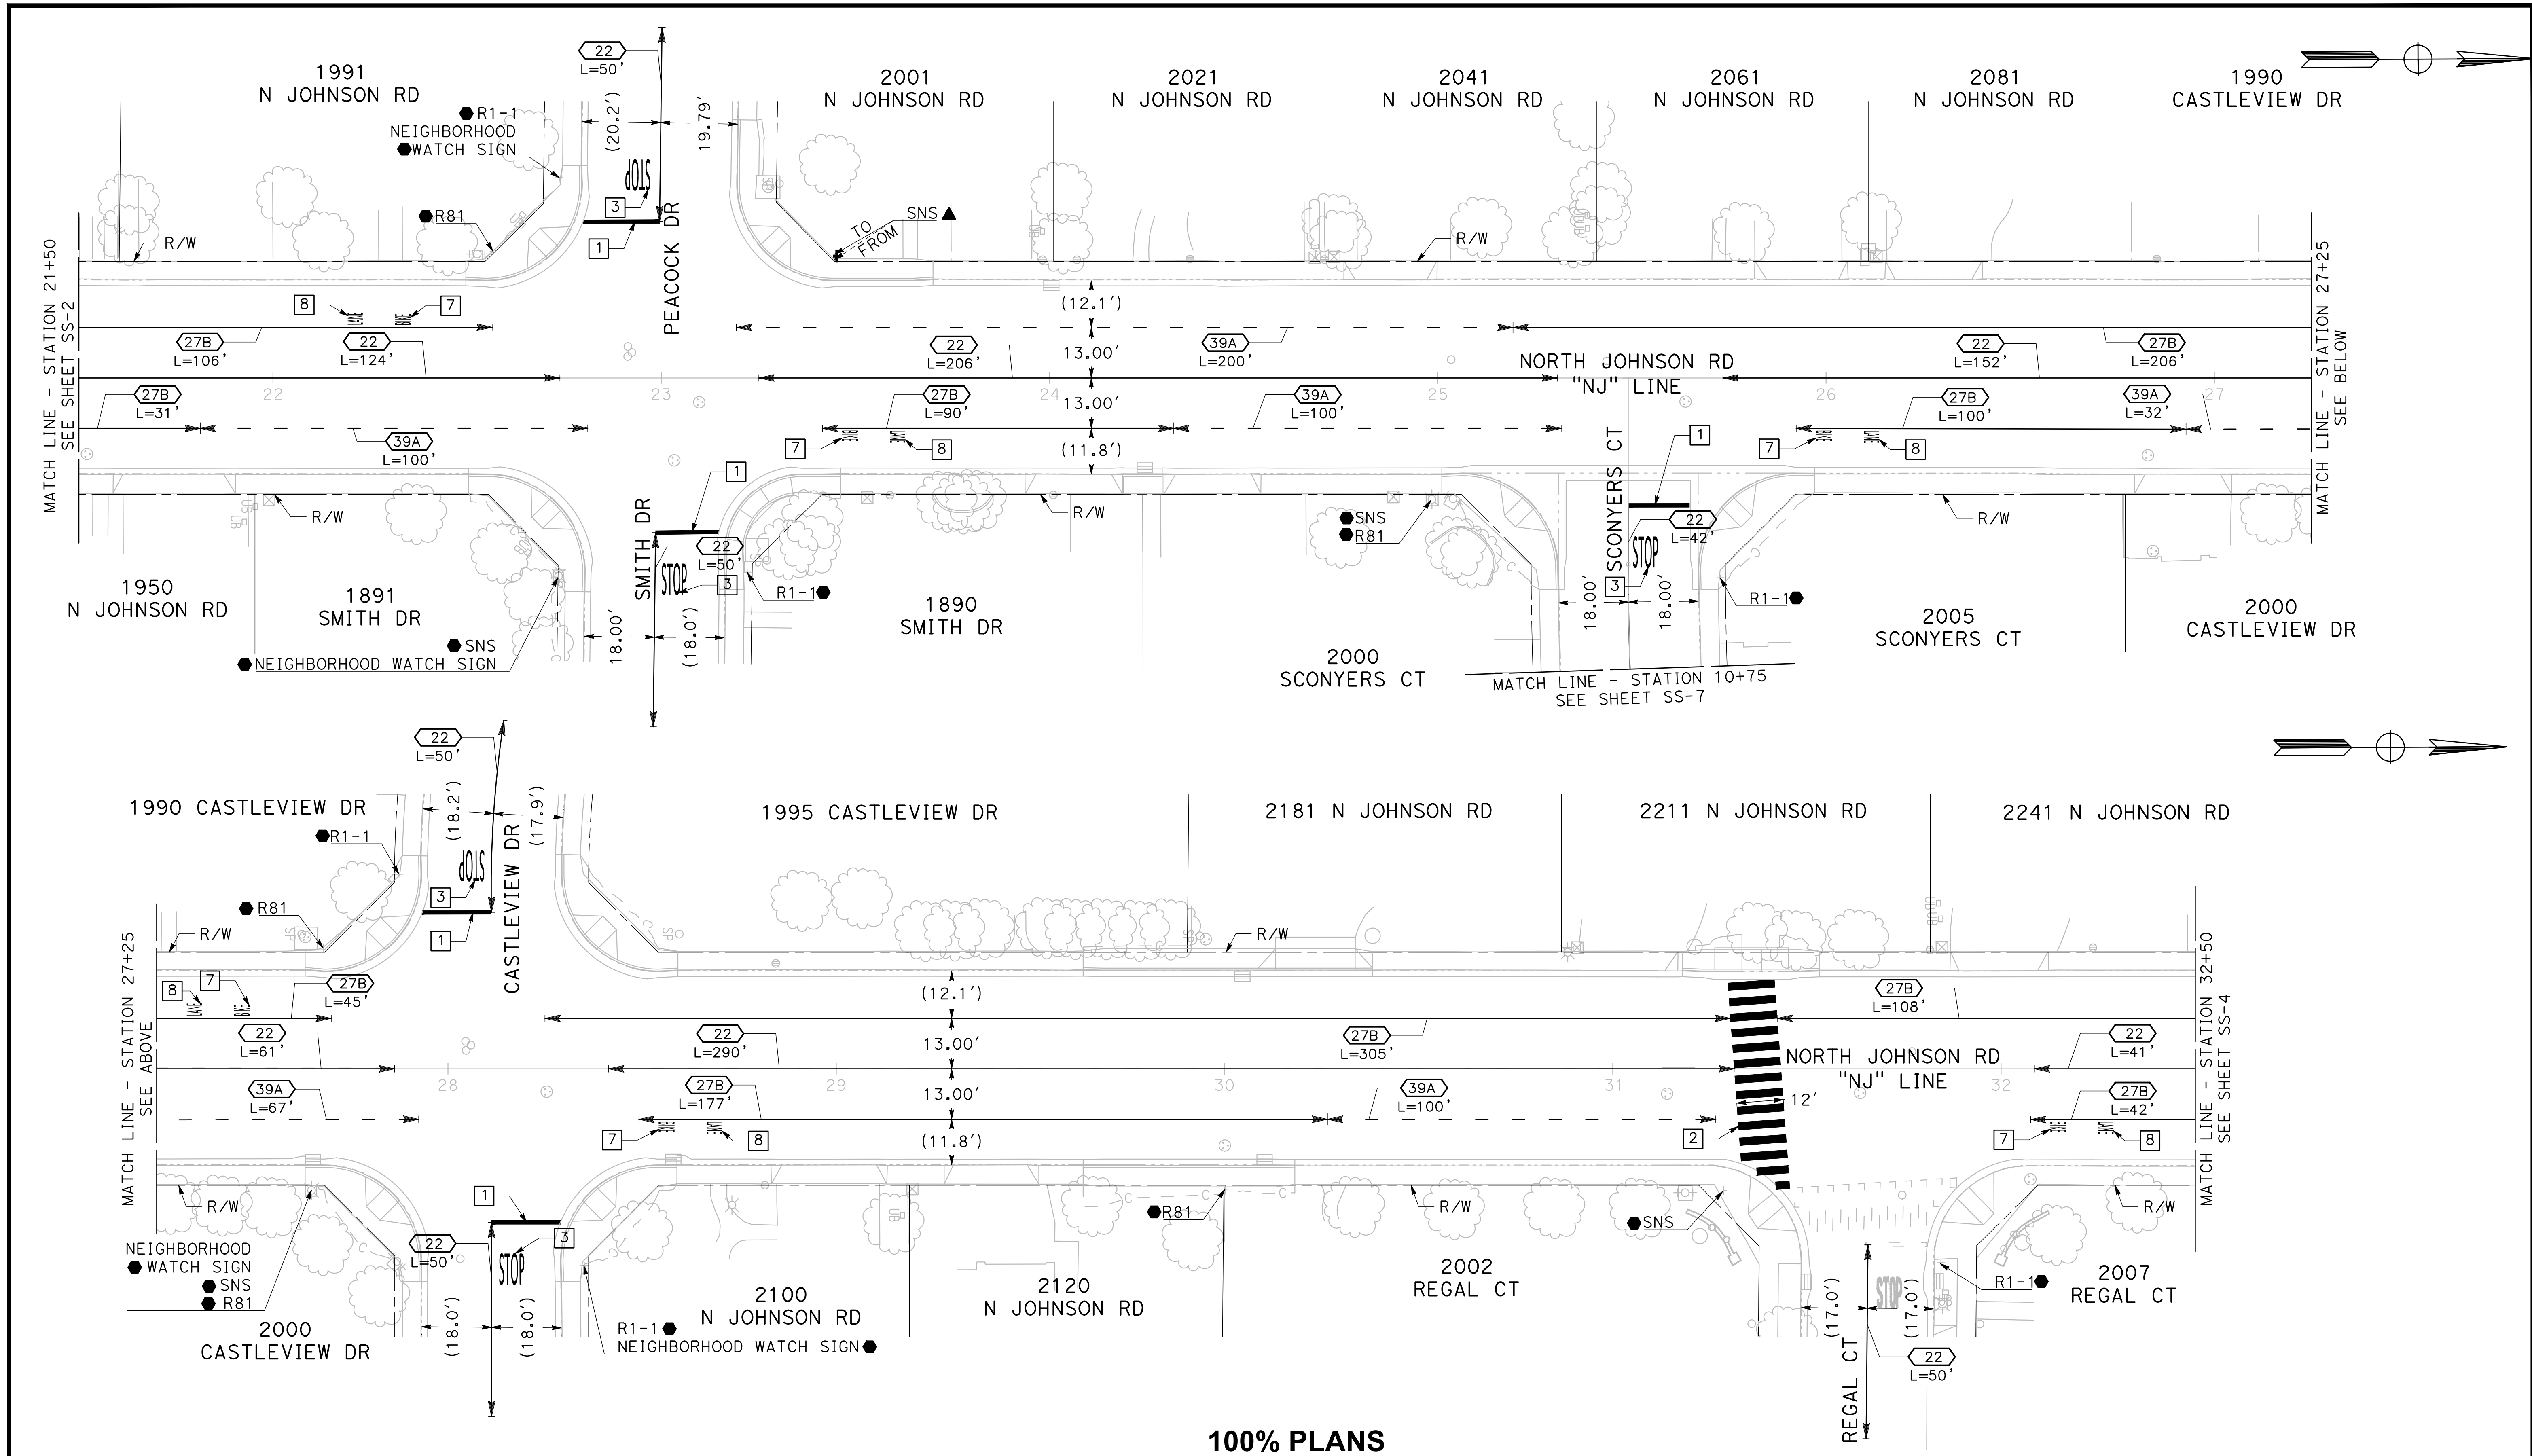 1991
N JOHNSON RD
22
L=50'
2001
N JOHNSON RD
2021
N JOHNSON RD
2041
N JOHNSON RD
2061
N JOHNSON RD
2081
N JOHNSON RD
1990
CASTLEVIEW DR
R1-1
NEIGHBORHOOD
WATCH SIGN
(20.2')
19.79'
STOP
3
R81
1
PEACOCK DR
TO
FROM
SNS
R/W
R/W
MATCH LINE - STATION 21+50
SEE SHEET SS-2
MATCH LINE - STATION 27+25
SEE BELOW
8
LANE
BIKE
7
(12.1')
27B
L=106'
22
L=124'
22
L=206'
13.00'
39A
L=200'
NORTH JOHNSON RD
"NJ" LINE
22
L=152'
27B
L=206'
22
23
24
25
26
27
27B
L=31'
39A
L=100'
27B
L=90'
13.00'
39A
L=100'
27B
L=100'
39A
L=32'
7
BIKE
LANE
8
(11.8')
7
BIKE
LANE
8
1
SMITH DR
22
L=50'
STOP
3
R1-1
R/W
R/W
SNS
R81
SCONYERS CT
1
22
L=42'
STOP
3
R1-1
R/W
1950
N JOHNSON RD
1891
SMITH DR
SNS
NEIGHBORHOOD WATCH SIGN
18.00'
(18.0')
1890
SMITH DR
2000
SCONYERS CT
18.00'
18.00'
2005
SCONYERS CT
2000
CASTLEVIEW DR
MATCH LINE - STATION 10+75
SEE SHEET SS-7
22
L=50'
1990 CASTLEVIEW DR
(18.2')
(17.9')
1995 CASTLEVIEW DR
2181 N JOHNSON RD
2211 N JOHNSON RD
2241 N JOHNSON RD
R1-1
STOP
3
R81
1
CASTLEVIEW DR
R/W
R/W
MATCH LINE - STATION 27+25
SEE ABOVE
MATCH LINE - STATION 32+50
SEE SHEET SS-4
8
LANE
7
BIKE
27B
L=45'
(12.1')
27B
L=108'
22
L=61'
22
L=290'
13.00'
27B
L=305'
22
L=41'
NORTH JOHNSON RD
"NJ" LINE
28
29
30
31
32
39A
L=67'
27B
L=177'
13.00'
39A
L=100'
12'
27B
L=42'
7
BIKE
LANE
8
(11.8')
2
7
BIKE
LANE
8
R/W
1
R81
R/W
SNS
R/W
NEIGHBORHOOD
WATCH SIGN
SNS
R81
22
L=50'
STOP
3
2000
CASTLEVIEW DR
(18.0')
(18.0')
R1-1
NEIGHBORHOOD WATCH SIGN
2100
N JOHNSON RD
2120
N JOHNSON RD
2002
REGAL CT
(17.0')
STOP
(17.0')
R1-1
2007
REGAL CT
REGAL CT
22
L=50'
100% PLANS